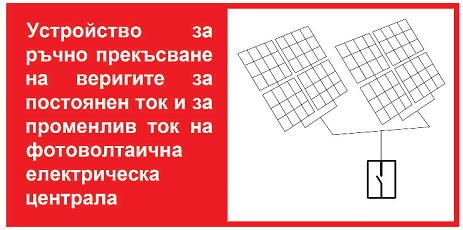 Устройство за
ръчно прекъсване
на веригите за
постоянен ток и за
променлив ток на
фотоволтаична
електрическа
централа